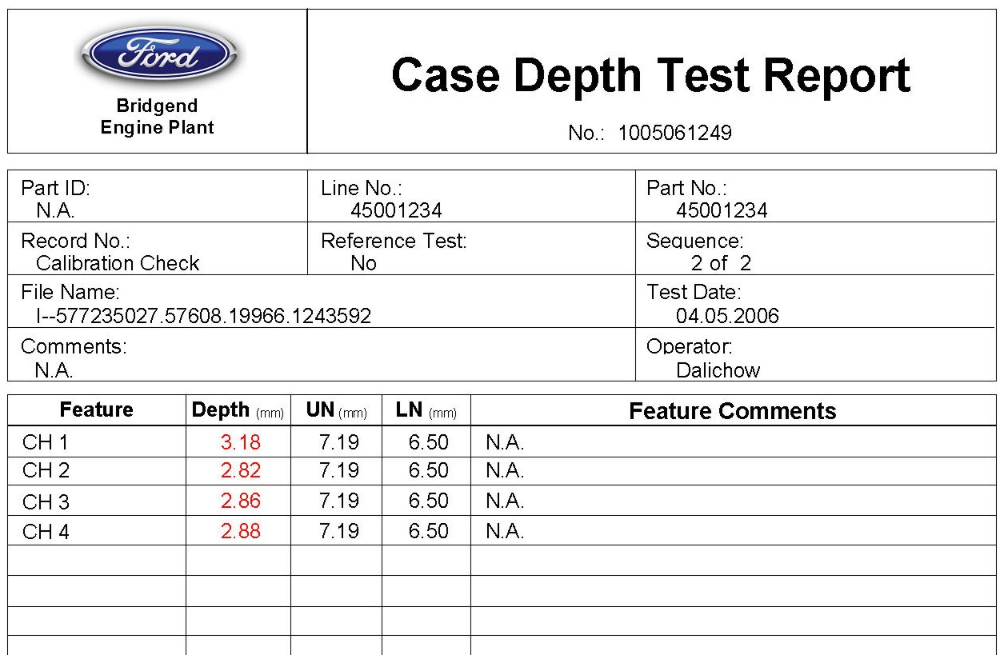 Ford
Bridgend
Engine Plant
Case Depth Test Report
No.: 1005061249
Part ID:
N.A.
Line No.:
45001234
Part No.:
45001234
Record No.:
Calibration Check
Reference Test:
No
Sequence:
2 of 2
File Name:
I--577235027.57608.19966.1243592
Test Date:
04.05.2006
Comments:
N.A.
Operator:
Dalichow
Feature Depth (mm) UN (mm) LN (mm) Feature Comments
CH 1 3.18 7.19 6.50 N.A.
CH 2 2.82 7.19 6.50 N.A.
CH 3 2.86 7.19 6.50 N.A.
CH 4 2.88 7.19 6.50 N.A.